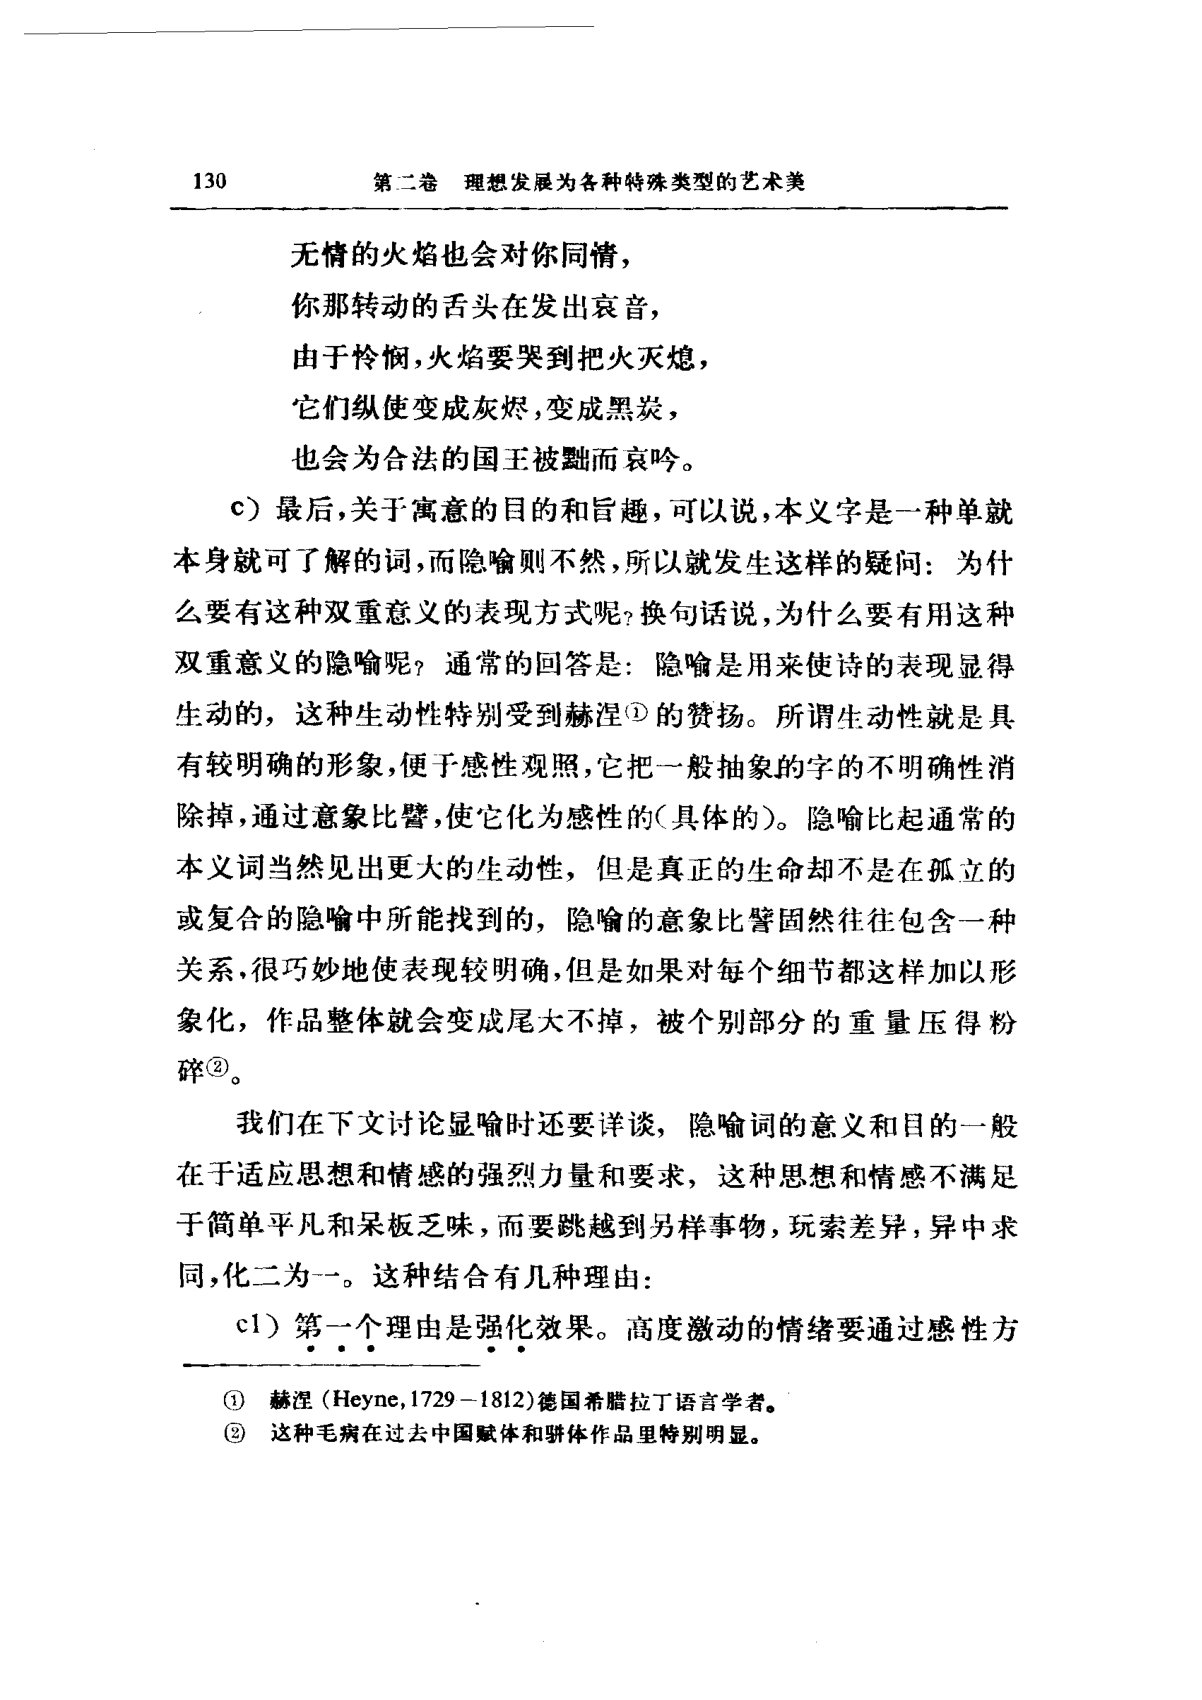 130 第二卷 理想发展为各种特殊类型的艺术美
无情的火焰也会对你同情，
你那转动的舌头在发出哀音，
由于怜悯，火焰要哭到把火灭熄，
它们纵使变成灰烬，变成黑炭，
也会为合法的国王被黜而哀吟。
c）最后，关于寓意的目的和旨趣，可以说，本义字是一种单就
本身就可了解的词，而隐喻则不然，所以就发生这样的疑问：为什
么要有这种双重意义的表现方式呢？换句话说，为什么要有用这种
双重意义的隐喻呢？通常的回答是：隐喻是用来使诗的表现显得
生动的，这种生动性特别受到赫涅①的赞扬。所谓生动性就是具
有较明确的形象，便于感性观照，它把一般抽象的字的不明确性消
除掉，通过意象比譬，使它化为感性的（具体的）。隐喻比起通常的
本义词当然见出更大的生动性，但是真正的生命却不是在孤立的
或复合的隐喻中所能找到的，隐喻的意象比譬固然往往包含一种
关系，很巧妙地使表现较明确，但是如果对每个细节都这样加以形
象化，作品整体就会变成尾大不掉，被个别部分的重量压得粉
碎②。
我们在下文讨论显喻时还要详谈，隐喻词的意义和目的一般
在于适应思想和情感的强烈力量和要求，这种思想和情感不满足
于简单平凡和呆板乏味，而要跳越到另样事物，玩索差异，异中求
同，化二为一。这种结合有几种理由：
c1）第一个理由是强化效果。高度激动的情绪要通过感性方
① 赫涅（Heyne，1729－1812）德国希腊拉丁语言学者。
② 这种毛病在过去中国赋体和骈体作品里特别明显。